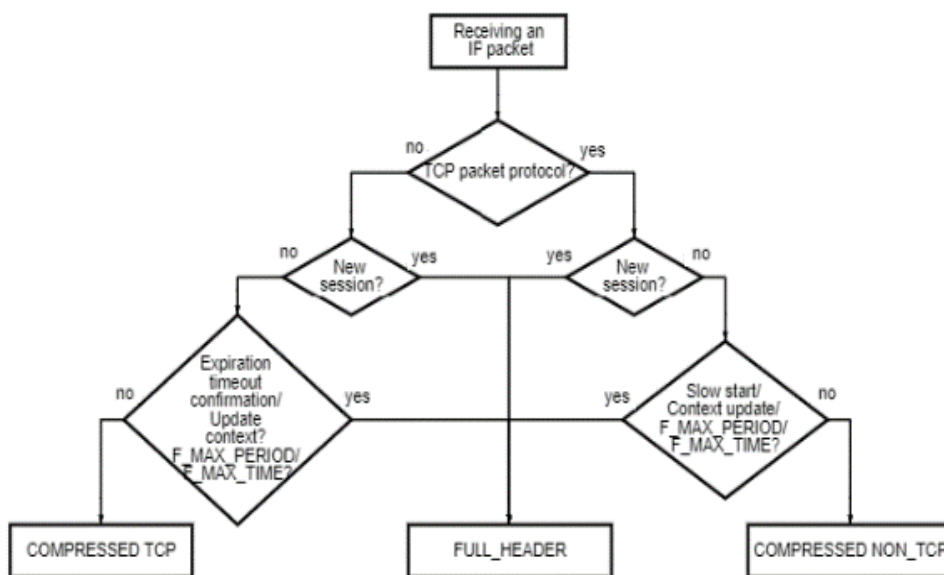 Receiving an
IF packet
no
yes
TCP packet protocol?
no
yes
yes
no
New
session?
New
session?
Expiration
timeout
confirmation/
Update
context?
F_MAX_PERIOD/
F_MAX_TIME?
no
yes
yes
no
Slow start/
Context update/
F_MAX_PERIOD/
F_MAX_TIME?
COMPRESSED TCP
FULL_HEADER
COMPRESSED NON_TCP